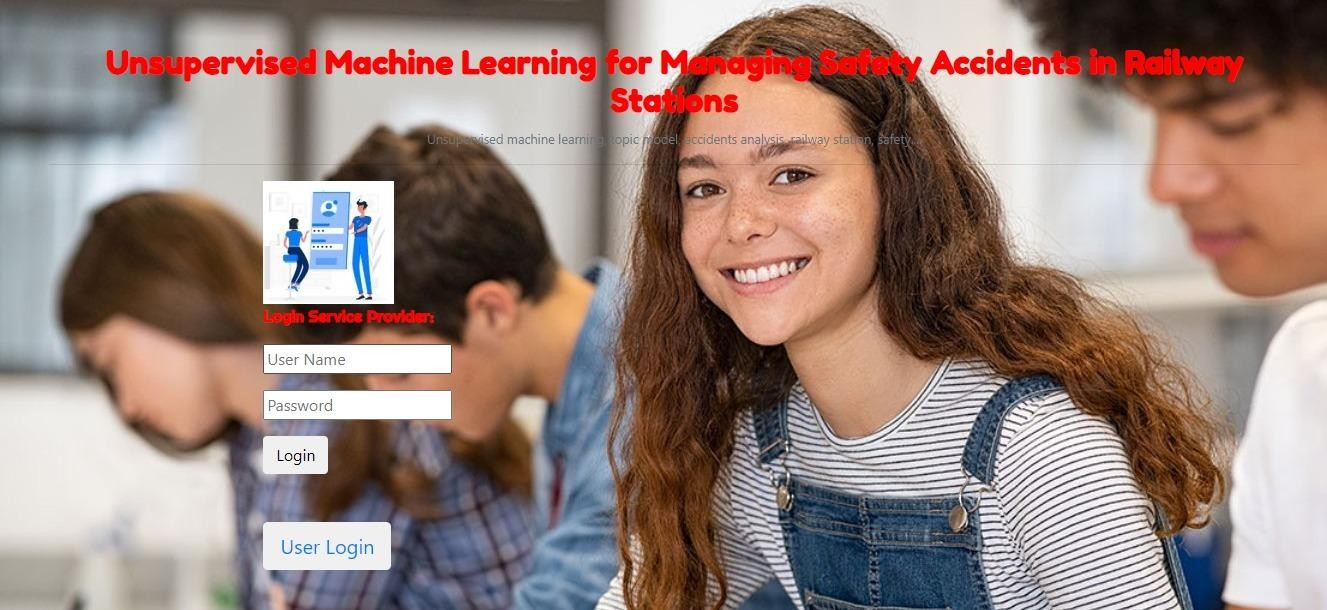 Unsupervised Machine Learning for Managing Safety Accidents in Railway
Stations
Unsupervised machine learning, topic model, accidents analysis, railway station, safety...
Login Service Provider:
User Name
Password
Login
User Login